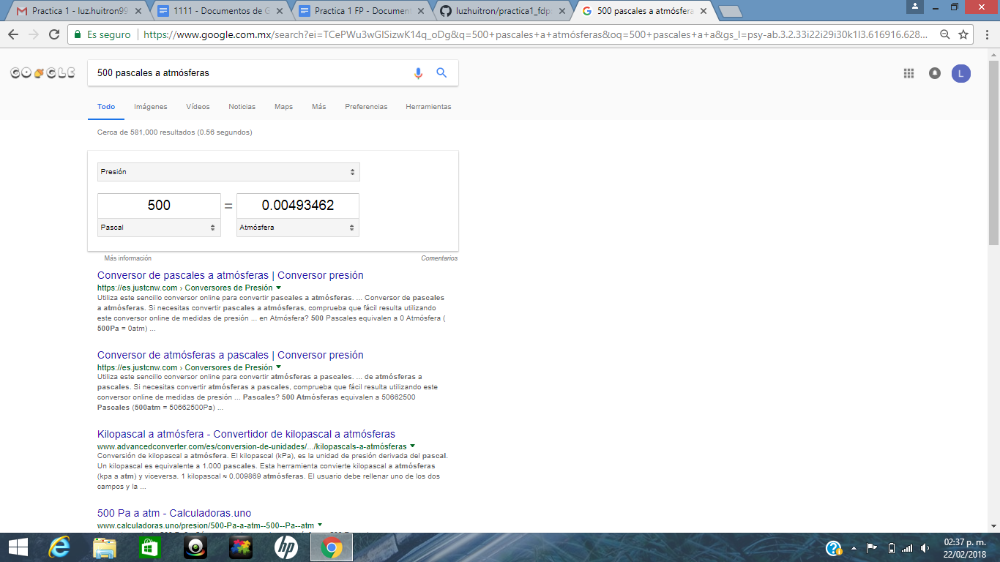 Practica 1 - luz.huitron99
1111 - Documentos de G
Practica 1 FP - Documen
luzhuitron/practica1_fdp
500 pascales a atmósfera
Es seguro
https://www.google.com.mx/search?ei=TCePWu3wGISizwK14q_oDg&q=500+pascales+a+atmósferas&oq=500+pascales+a+a&gs_l=psy-ab.3.2.33i22i29i30k1l3.616916.628...
GOOGLE
500 pascales a atmósferas
L
Todo Imágenes Vídeos Noticias Maps Más Preferencias Herramientas
Cerca de 581,000 resultados (0.56 segundos)
Presión
500 = 0.00493462
Pascal Atmósfera
Más información Comentarios
Conversor de pascales a atmósferas | Conversor presión
https://es.justcnw.com › Conversores de Presión
Utiliza este sencillo conversor online para convertir pascales a atmósferas. ... Conversor de pascales
a atmósferas. Si necesitas convertir pascales a atmósferas, comprueba que fácil resulta utilizando
este conversor online de medidas de presión ... en Atmósfera? 500 Pascales equivalen a 0 Atmósfera (
500Pa = 0atm) ...
Conversor de atmósferas a pascales | Conversor presión
https://es.justcnw.com › Conversores de Presión
Utiliza este sencillo conversor online para convertir atmósferas a pascales. ... de atmósferas a
pascales. Si necesitas convertir atmósferas a pascales, comprueba que fácil resulta utilizando este
conversor online de medidas de presión ... Pascales? 500 Atmósferas equivalen a 50662500
Pascales (500atm = 50662500Pa) ...
Kilopascal a atmósfera - Convertidor de kilopascal a atmósferas
www.advancedconverter.com/es/conversion-de-unidades/.../kilopascals-a-atmósferas
Conversión de kilopascal a atmósfera. El kilopascal (kPa), es la unidad de presión derivada del pascal.
Un kilopascal es equivalente a 1.000 pascales. Esta herramienta convierte kilopascal a atmósferas
(kpa a atm) y viceversa. 1 kilopascal ≈ 0.009869 atmósferas. El usuario debe rellenar uno de los dos
campos y la ...
500 Pa a atm - Calculadoras.uno
www.calculadoras.uno/presion/500-Pa-a-atm--500--Pa--atm
hp
02:37 p. m.
22/02/2018